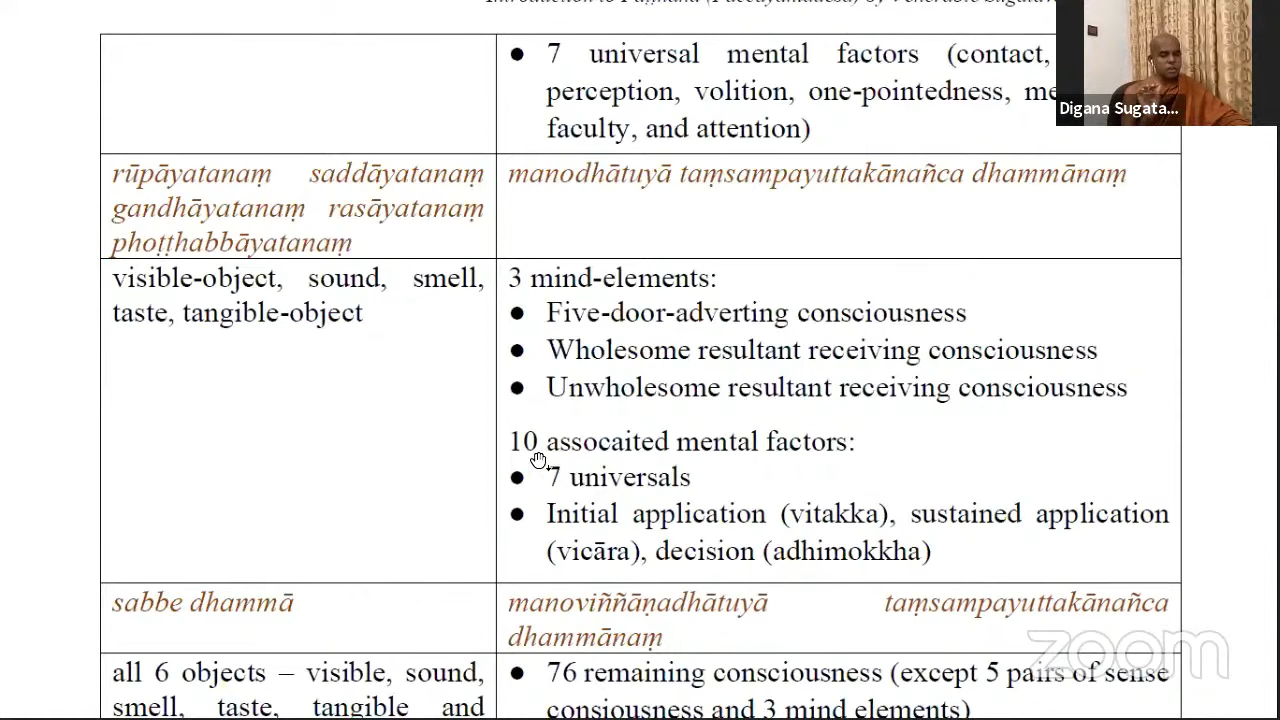 7 universal mental factors (contact,
perception, volition, one-pointedness,
faculty, and attention)
Digana Sugata...
rūpāyatanaṃ saddāyatanaṃ
gandhāyatanaṃ rasāyatanaṃ
phoṭṭhabbāyatanaṃ
manodhātuyā taṃsampayuttakānañca dhammānaṃ
visible-object, sound, smell,
taste, tangible-object
3 mind-elements:
● Five-door-adverting consciousness
● Wholesome resultant receiving consciousness
● Unwholesome resultant receiving consciousness
10 assocaited mental factors:
● 7 universals
● Initial application (vitakka), sustained application
(vicāra), decision (adhimokkha)
sabbe dhammā
manoviññāṇadhātuyā taṃsampayuttakānañca
dhammānaṃ
all 6 objects – visible, sound,
smell, taste, tangible and
● 76 remaining consciousness (except 5 pairs of sense
consiousness and 3 mind elements)
zoom